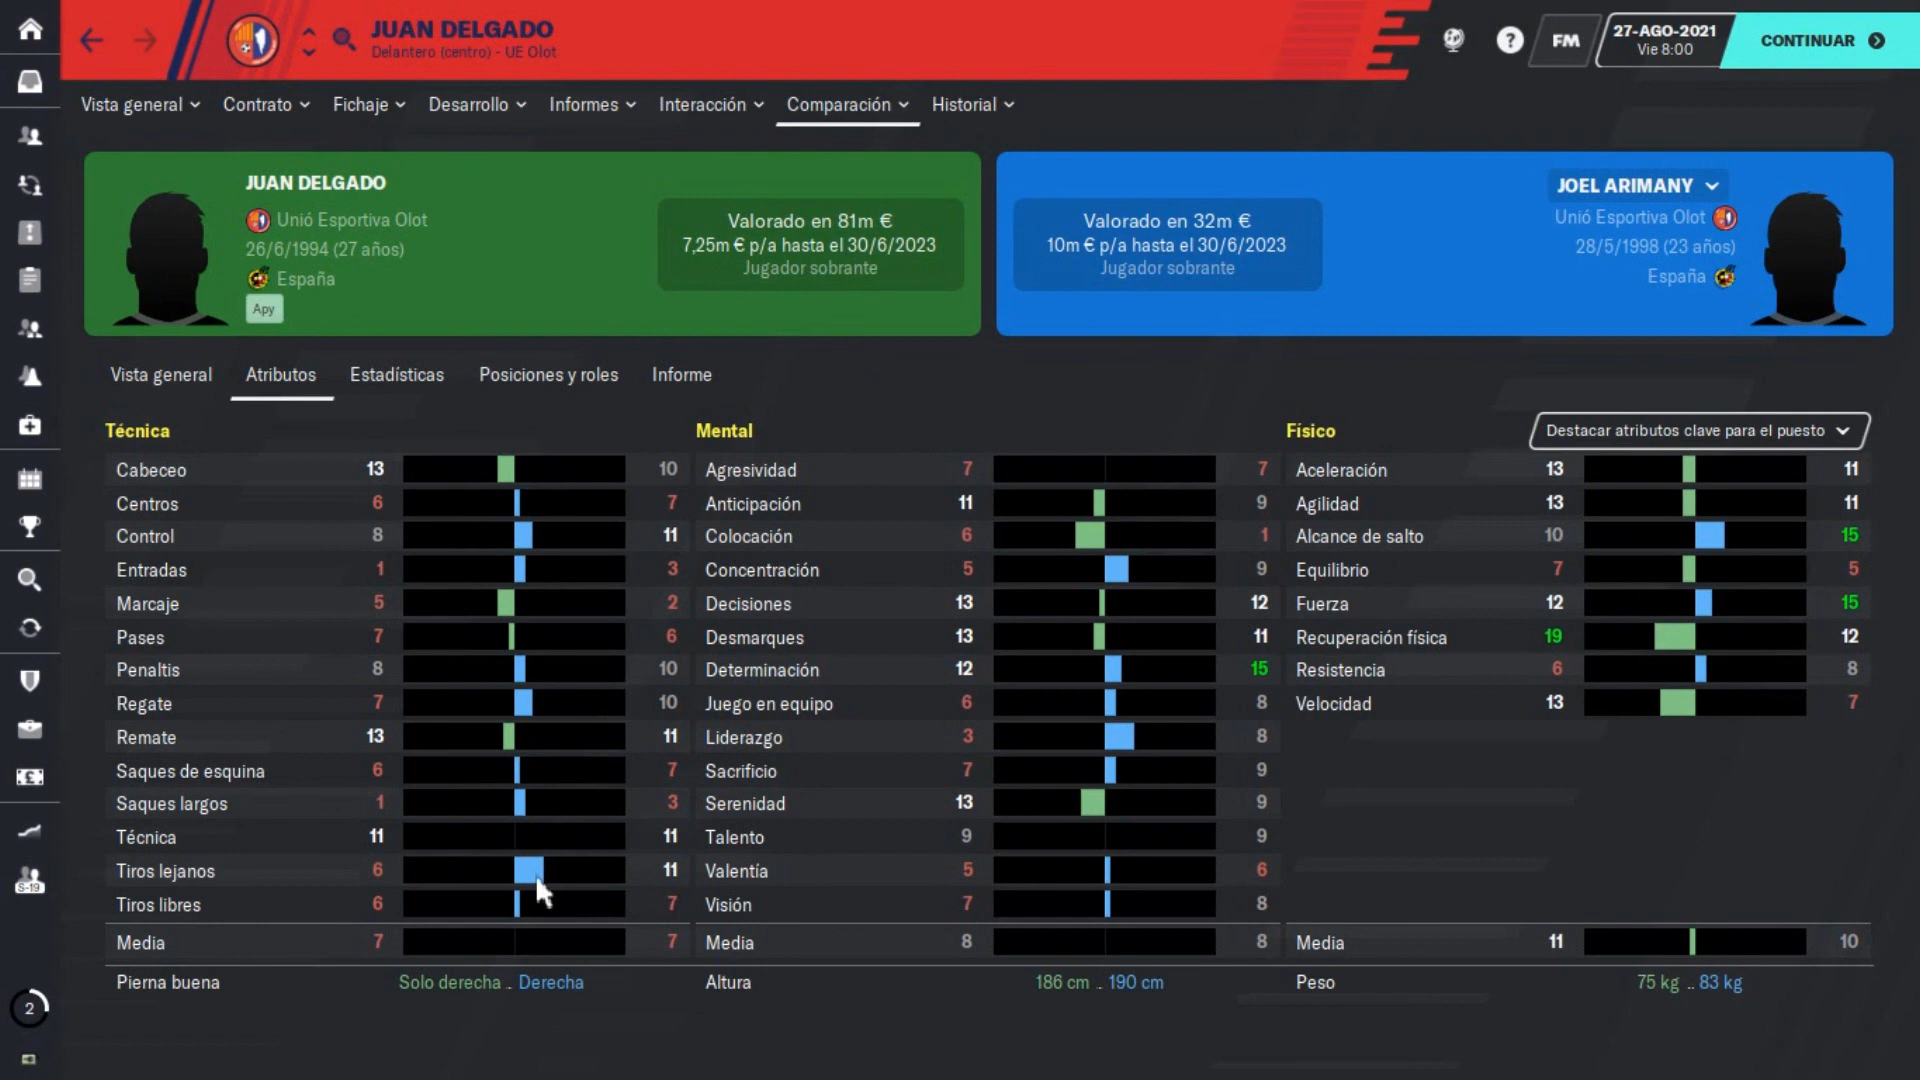 JUAN DELGADO
Delantero (centro) - UE Olot
FM
27-AGO-2021
Vie 8:00
CONTINUAR
Vista general Contrato Fichaje Desarrollo Informes Interacción Comparación Historial
JUAN DELGADO
Unió Esportiva Olot
26/6/1994 (27 años)
España
Apy
Valorado en 81m €
7,25m € p/a hasta el 30/6/2023
Jugador sobrante
Valorado en 32m €
10m € p/a hasta el 30/6/2023
Jugador sobrante
JOEL ARIMANY
Unió Esportiva Olot
28/5/1998 (23 años)
España
Vista general Atributos Estadísticas Posiciones y roles Informe
Técnica
Cabeceo 13 10
Centros 6 7
Control 8 11
Entradas 1 3
Marcaje 5 2
Pases 7 6
Penaltis 8 10
Regate 7 10
Remate 13 11
Saques de esquina 6 7
Saques largos 1 3
Técnica 11 11
Tiros lejanos 6 11
Tiros libres 6 7
Media 7 7
Pierna buena Solo derecha .. Derecha
Mental
Agresividad 7 7
Anticipación 11 9
Colocación 6 1
Concentración 5 9
Decisiones 13 12
Desmarques 13 11
Determinación 12 15
Juego en equipo 6 8
Liderazgo 3 8
Sacrificio 7 9
Serenidad 13 9
Talento 9 9
Valentía 5 6
Visión 7 8
Media 8 8
Altura 186 cm .. 190 cm
Físico
Destacar atributos clave para el puesto
Aceleración 13 11
Agilidad 13 11
Alcance de salto 10 15
Equilibrio 7 5
Fuerza 12 15
Recuperación física 19 12
Resistencia 6 8
Velocidad 13 7
Media 11 10
Peso 75 kg .. 83 kg
S-19
2